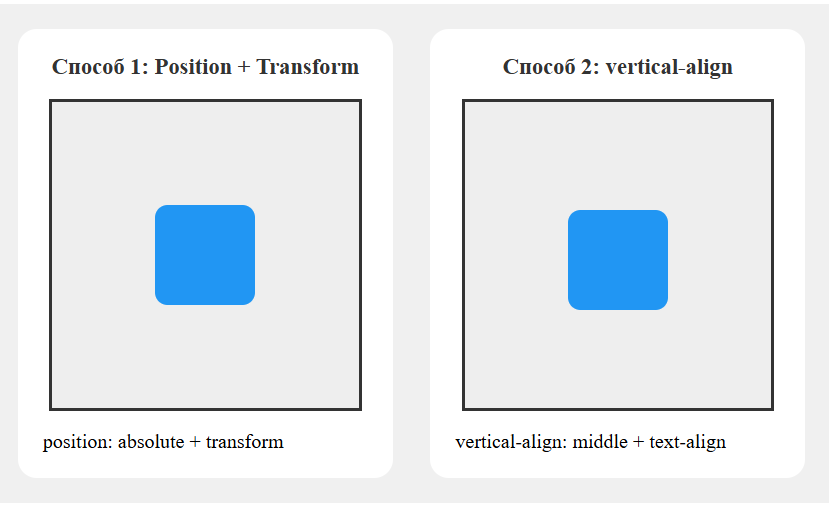 Способ 1: Position + Transform
position: absolute + transform
Способ 2: vertical-align
vertical-align: middle + text-align